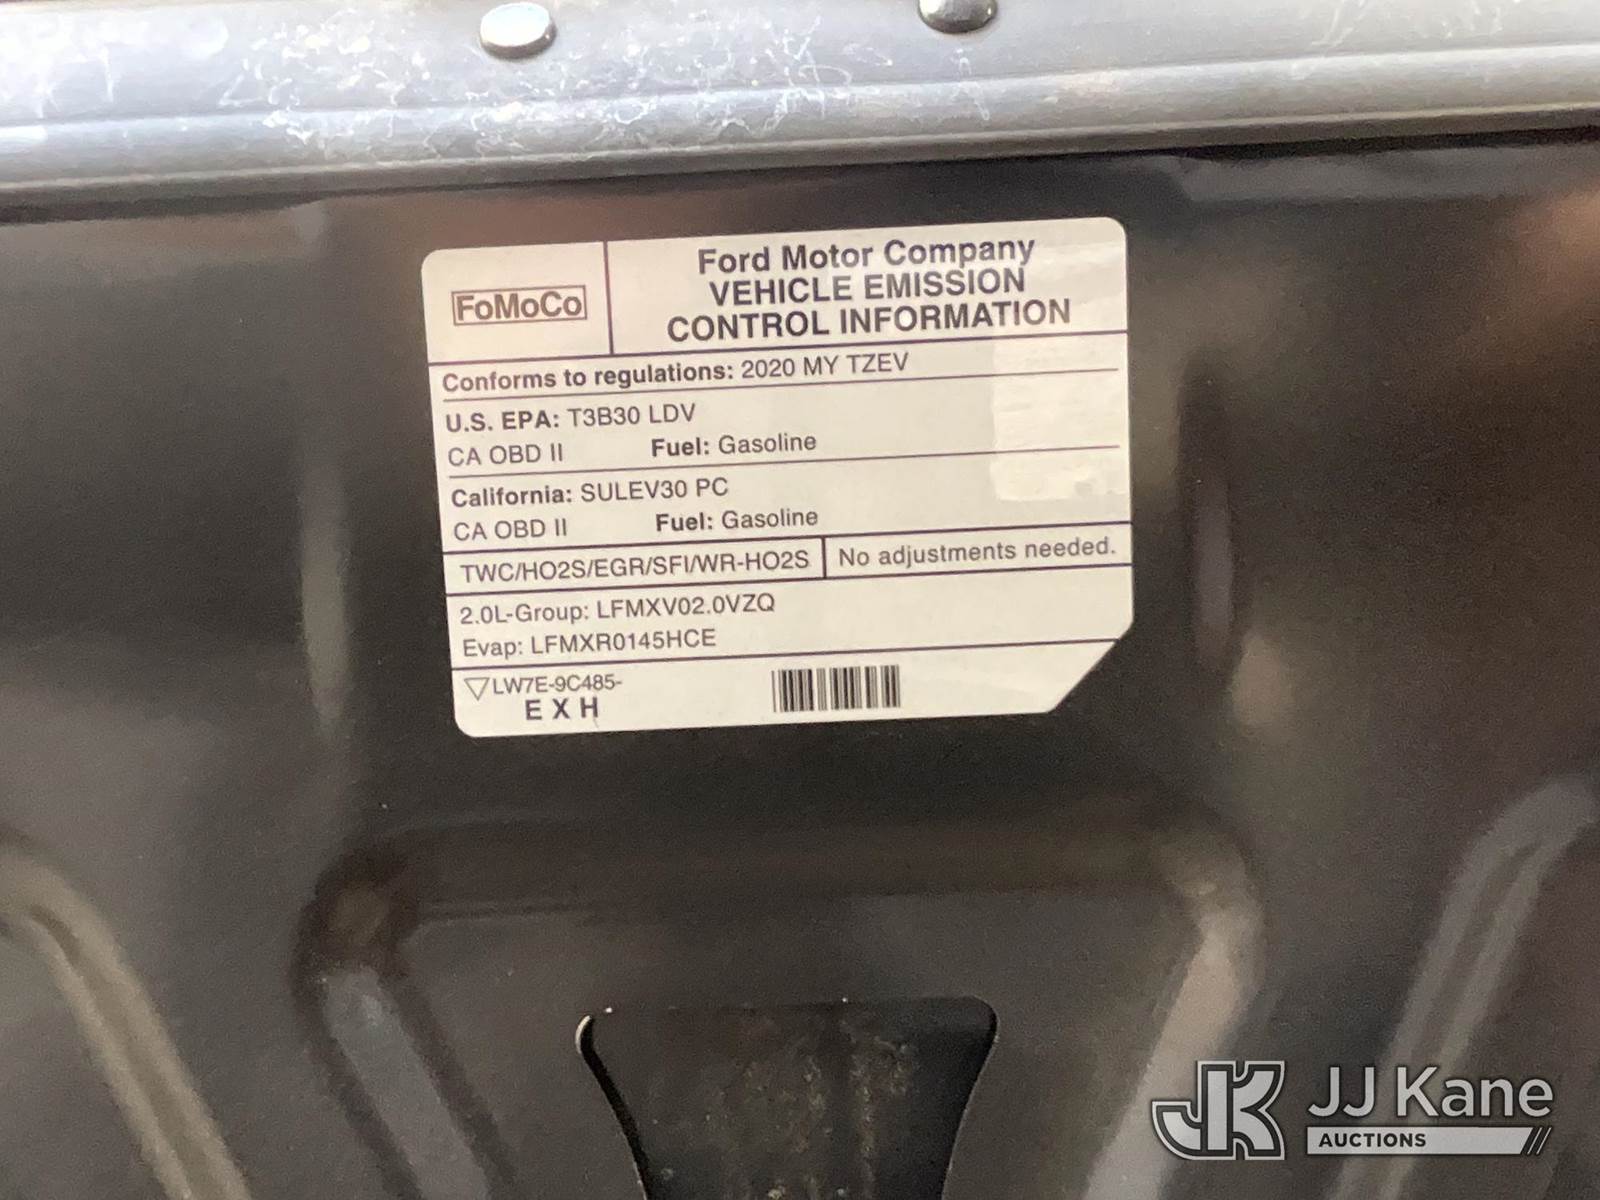 FoMoCo
Ford Motor Company
VEHICLE EMISSION
CONTROL INFORMATION
Conforms to regulations: 2020 MY TZEV
U.S. EPA: T3B30 LDV
CA OBD II Fuel: Gasoline
California: SULEV30 PC
CA OBD II Fuel: Gasoline
TWC/HO2S/EGR/SFI/WR-HO2S No adjustments needed.
2.0L-Group: LFMXV02.0VZQ
Evap: LFMXR0145HCE
LW7E-9C485-
E X H
JK JJ Kane
AUCTIONS